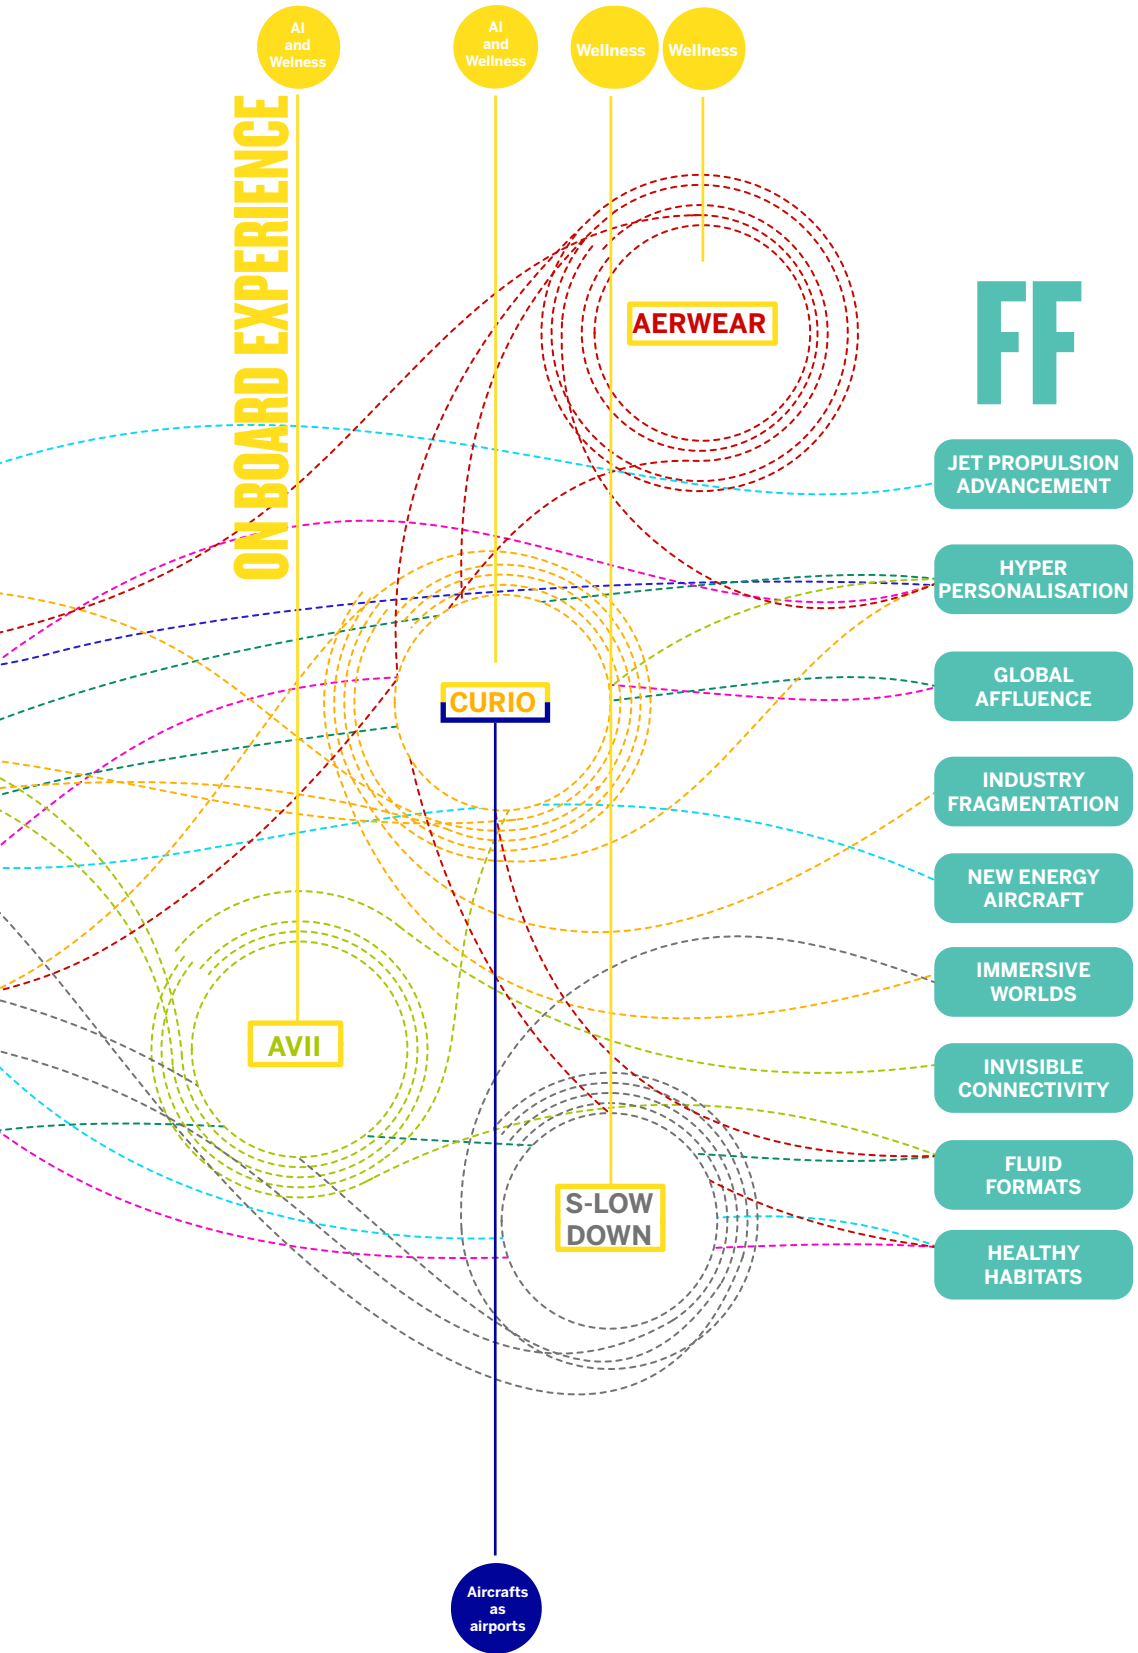 AI
and
Welness
AI
and
Wellness
Wellness
Wellness
ON BOARD EXPERIENCE
AERWEAR
FF
JET PROPULSION
ADVANCEMENT
HYPER
PERSONALISATION
GLOBAL
AFFLUENCE
CURIO
INDUSTRY
FRAGMENTATION
NEW ENERGY
AIRCRAFT
IMMERSIVE
WORLDS
AVII
INVISIBLE
CONNECTIVITY
FLUID
FORMATS
S-LOW
DOWN
HEALTHY
HABITATS
Aircrafts
as
airports